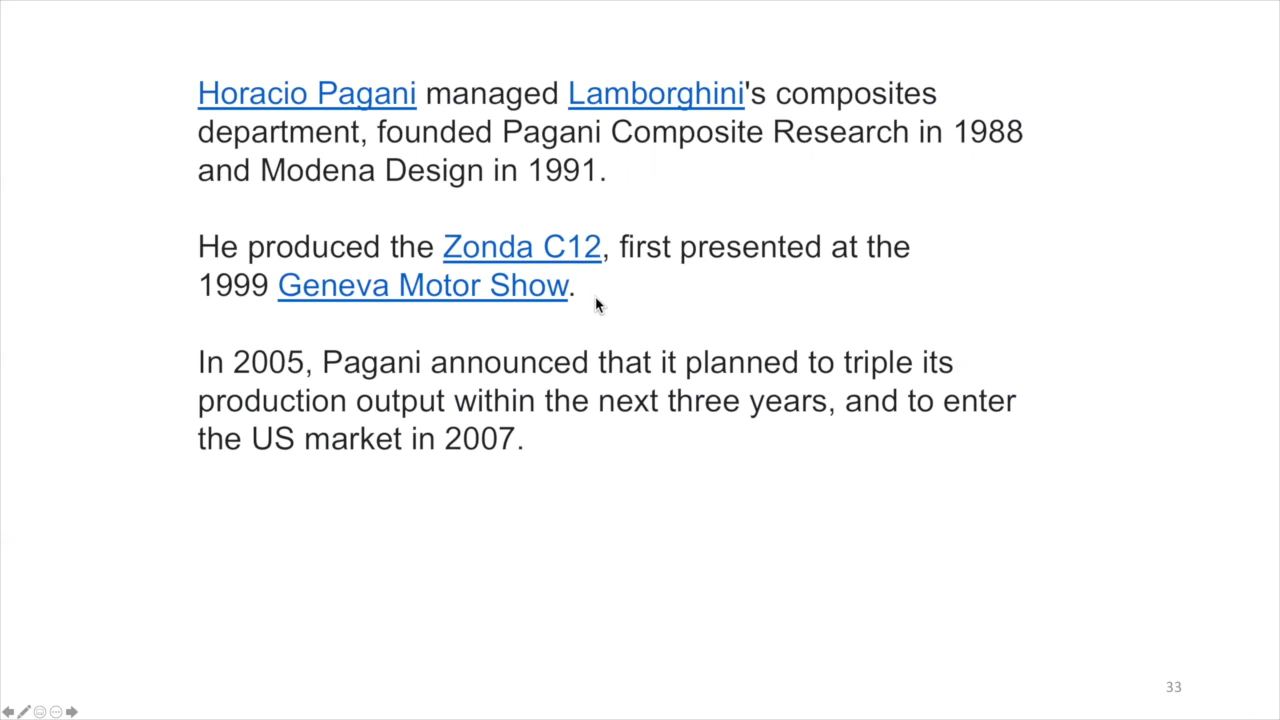 Horacio Pagani managed Lamborghini's composites
department, founded Pagani Composite Research in 1988
and Modena Design in 1991.
He produced the Zonda C12, first presented at the
1999 Geneva Motor Show.
In 2005, Pagani announced that it planned to triple its
production output within the next three years, and to enter
the US market in 2007.
33